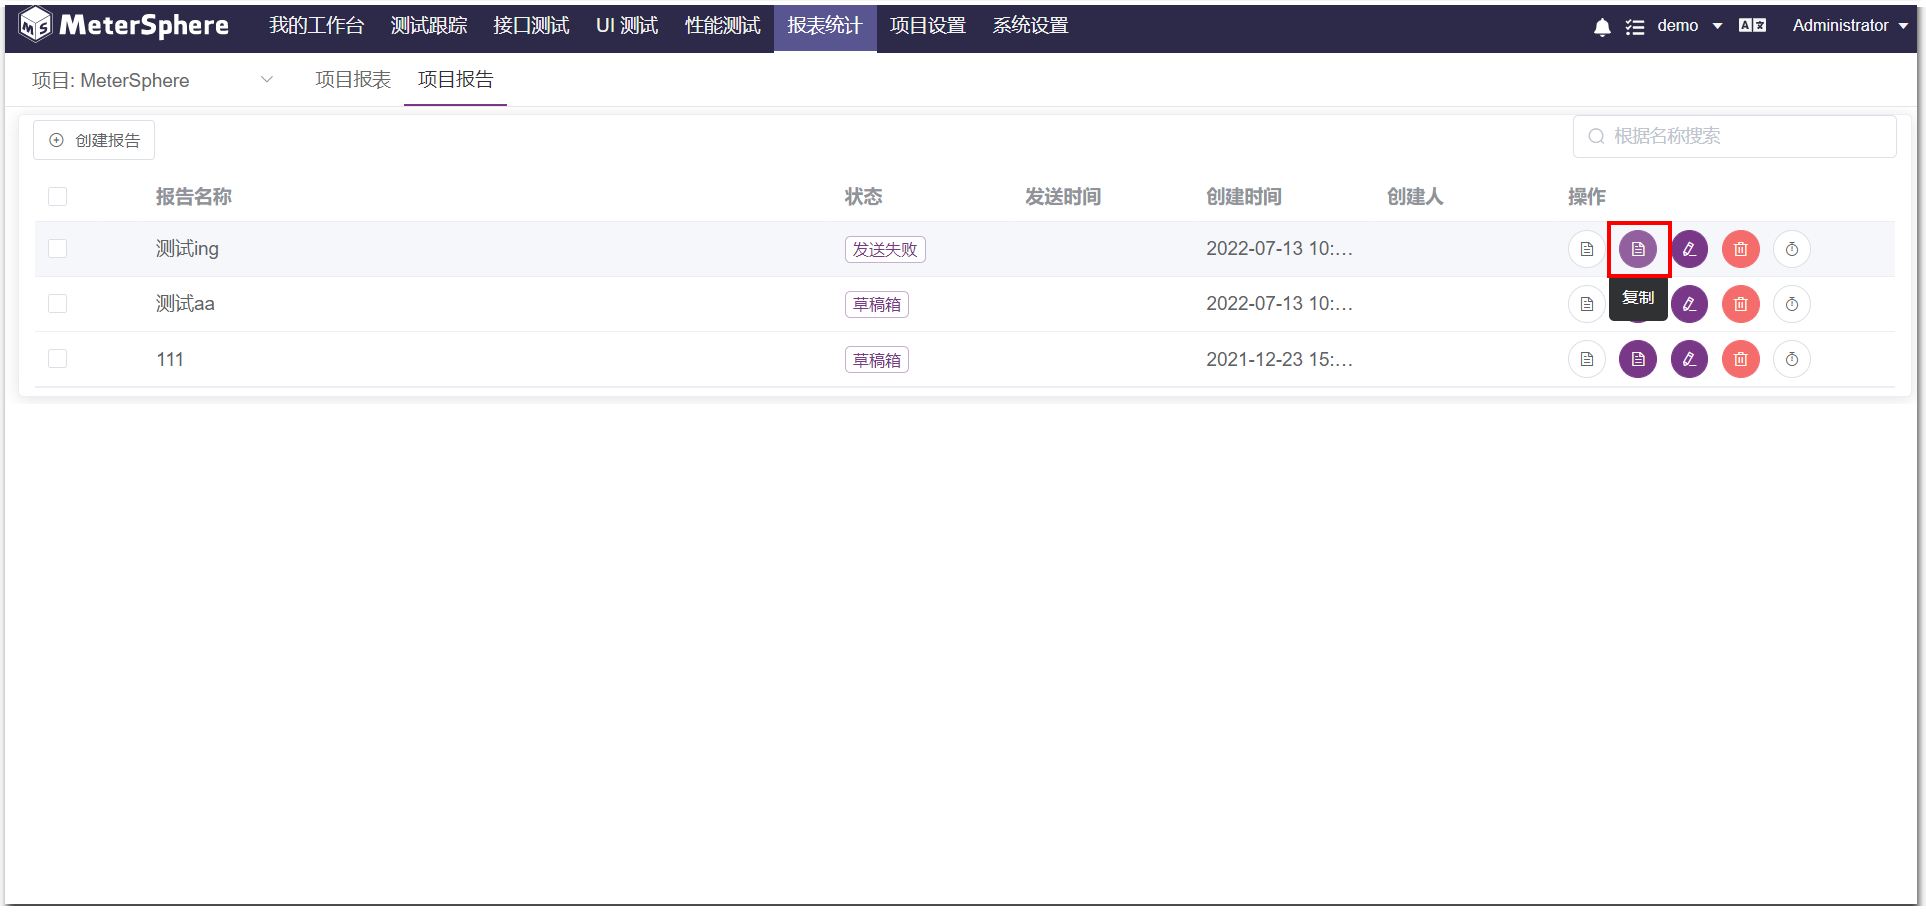 MeterSphere 我的工作台 测试跟踪 接口测试 UI 测试 性能测试 报表统计 项目设置 系统设置 demo Administrator
项目: MeterSphere 项目报表 项目报告
创建报告 根据名称搜索
报告名称 状态 发送时间 创建时间 创建人 操作
测试ing 发送失败 2022-07-13 10:...
测试aa 草稿箱 2022-07-13 10:... 复制
111 草稿箱 2021-12-23 15:...